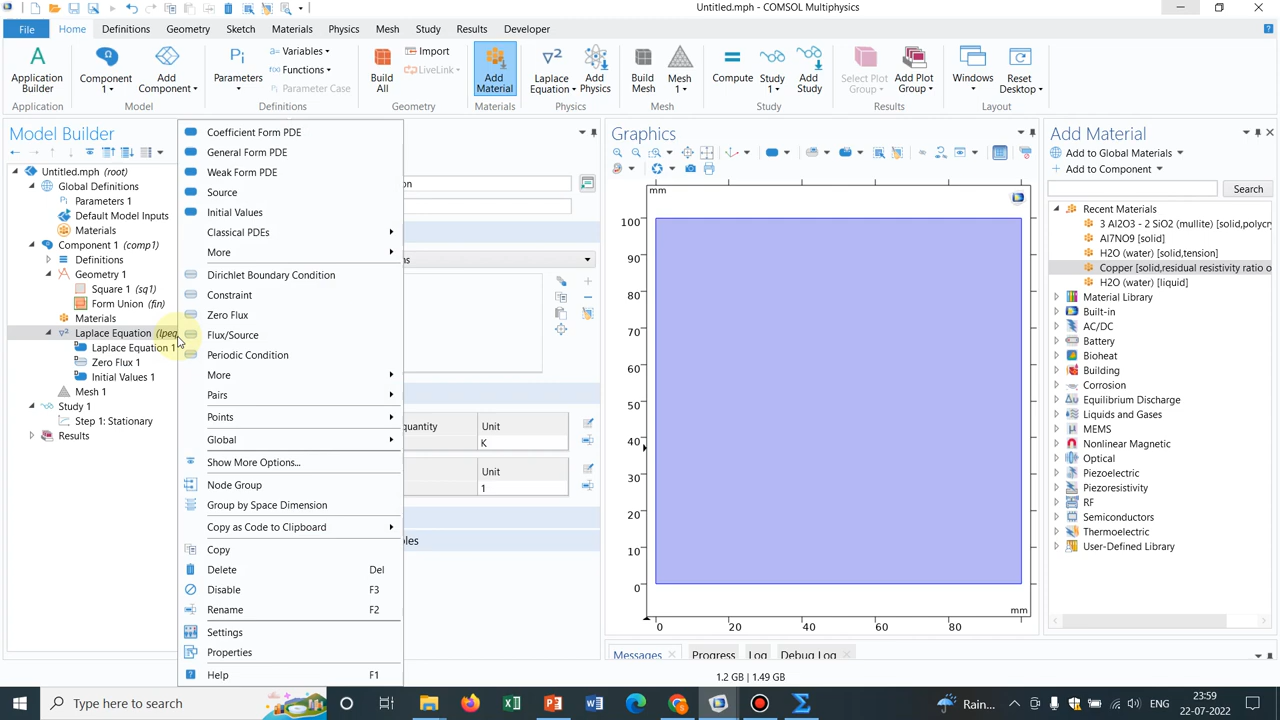 Untitled.mph - COMSOL Multiphysics
File
Home
Definitions
Geometry
Sketch
Materials
Physics
Mesh
Study
Results
Developer
Application
Builder
Component
1
Add
Component
Parameters
Variables
Functions
Parameter Case
Build
All
Import
LiveLink
Add
Material
Laplace
Equation
Add
Physics
Build
Mesh
Mesh
1
Compute
Study
1
Add
Study
Select Plot
Group
Add Plot
Group
Windows
Reset
Desktop
Application
Model
Definitions
Geometry
Materials
Physics
Mesh
Study
Results
Layout
Model Builder
Untitled.mph (root)
Global Definitions
Parameters 1
Default Model Inputs
Materials
Component 1 (comp1)
Definitions
Geometry 1
Square 1 (sq1)
Form Union (fin)
Materials
Laplace Equation (lpeq
Laplace Equation 1
Zero Flux 1
Initial Values 1
Mesh 1
Study 1
Step 1: Stationary
Results
Coefficient Form PDE
General Form PDE
Weak Form PDE
Source
Initial Values
Classical PDEs
More
Dirichlet Boundary Condition
Constraint
Zero Flux
Flux/Source
Periodic Condition
More
Pairs
Points
Global
Show More Options...
Node Group
Group by Space Dimension
Copy as Code to Clipboard
Copy
Delete Del
Disable F3
Rename F2
Settings
Properties
Help F1
on
ns
quantity Unit
K
Unit
1
oles
Graphics
mm
100
90
80
70
60
50
40
30
20
10
0
mm
0 20 40 60 80
Messages
Progress
Log
Debug Log
1.2 GB | 1.49 GB
Add Material
Add to Global Materials
Add to Component
Search
Recent Materials
3 Al2O3 - 2 SiO2 (mullite) [solid,polycry
Al7NO9 [solid]
H2O (water) [solid,tension]
Copper [solid,residual resistivity ratio o
H2O (water) [liquid]
Material Library
Built-in
AC/DC
Battery
Bioheat
Building
Corrosion
Equilibrium Discharge
Liquids and Gases
MEMS
Nonlinear Magnetic
Optical
Piezoelectric
Piezoresistivity
RF
Semiconductors
Thermoelectric
User-Defined Library
Type here to search
Rain...
ENG
23:59
22-07-2022